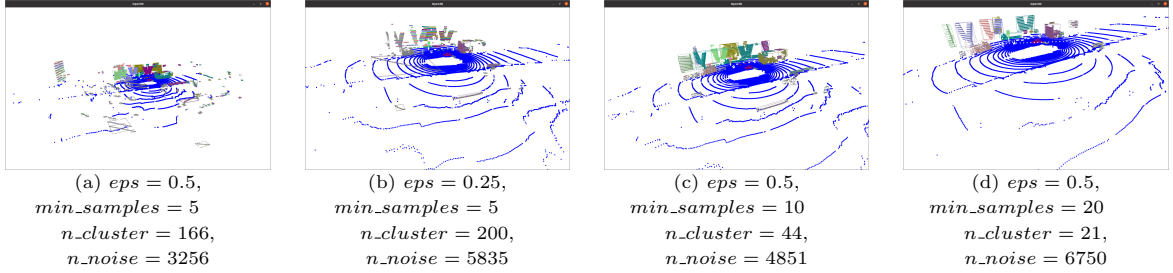 (a) eps = 0.5,
min_samples = 5
n_cluster = 166,
n_noise = 3256
(b) eps = 0.25,
min_samples = 5
n_cluster = 200,
n_noise = 5835
(c) eps = 0.5,
min_samples = 10
n_cluster = 44,
n_noise = 4851
(d) eps = 0.5,
min_samples = 20
n_cluster = 21,
n_noise = 6750